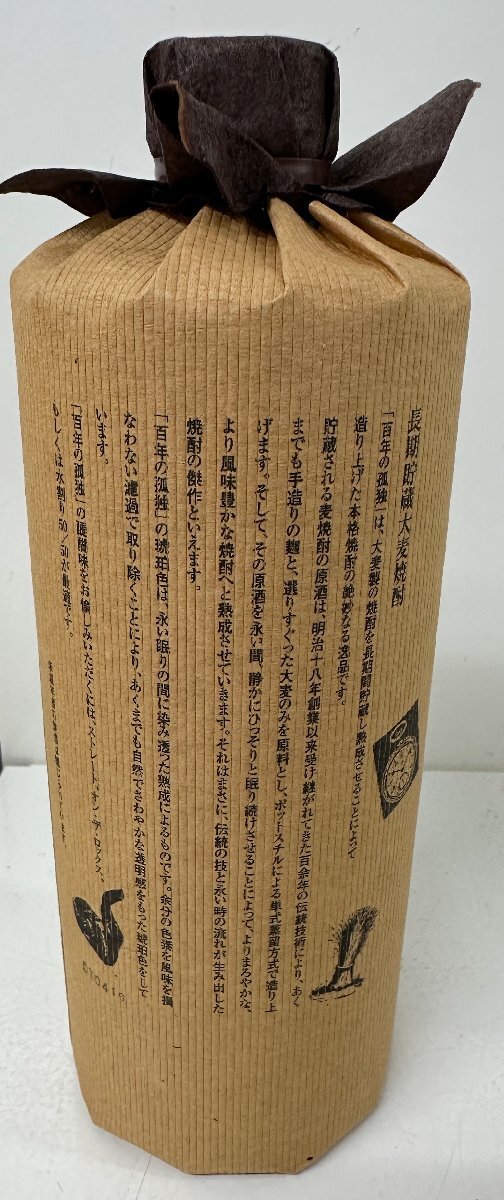 長期貯蔵大麦焼酎
「百年の孤独」は、大麦製の焼酎を長期間貯蔵し熟成させることによって
造り上げた本格焼酎の絶妙なる逸品です。
貯蔵される麦焼酎の原酒は、明治十八年創業以来受け継がれてきた百余年の伝統技術により、あく
までも手造りの麹と、選りすぐった大麦のみを原料とし、ポットスチルによる単式蒸留方式で造り上
げます。そして、その原酒を永い間、静かにひっそりと眠り続けさせることによって、よりまろやかな、
より風味豊かな焼酎へと熟成させていきます。それはまさに、伝統の技と永い時の流れが生み出した
焼酎の傑作といえます。
「百年の孤独」の琥珀色は、永い眠りの間に染み透った熟成によるものです。余分の色素を風味を損
なわない濾過で取り除くことにより、あくまでも自然でさわやかな透明感をもった琥珀色をして
います。
「百年の孤独」の醍醐味をお愉しみいただくには、ストレート、オン・ザ・ロックス、
もしくは水割り50/50が最適です。
010416